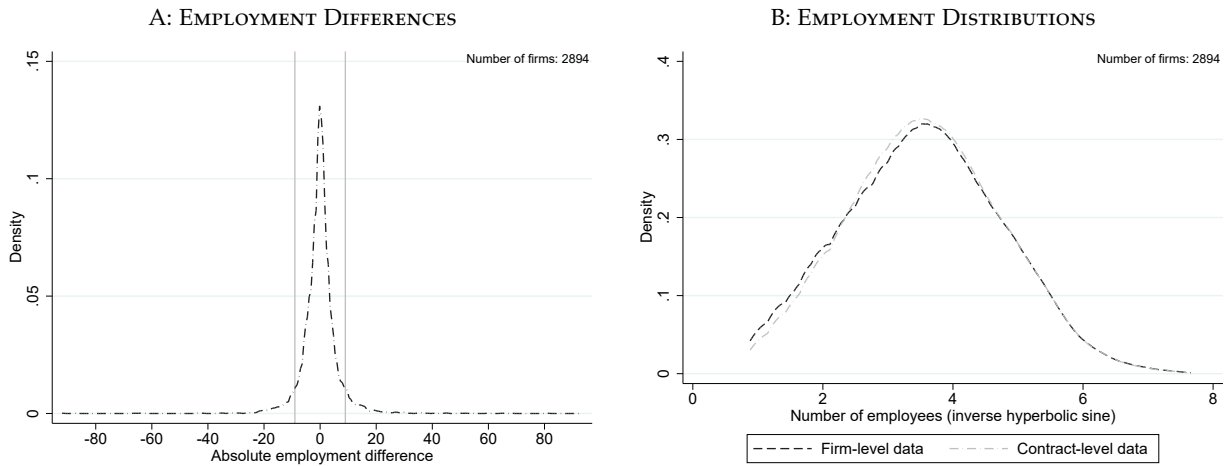 A: EMPLOYMENT DIFFERENCES
Number of firms: 2894
Density
.15
.1
.05
0
-80 -60 -40 -20 0 20 40 60 80
Absolute employment difference
B: EMPLOYMENT DISTRIBUTIONS
Number of firms: 2894
Density
.4
.3
.2
.1
0
0 2 4 6 8
Number of employees (inverse hyperbolic sine)
Firm-level data Contract-level data